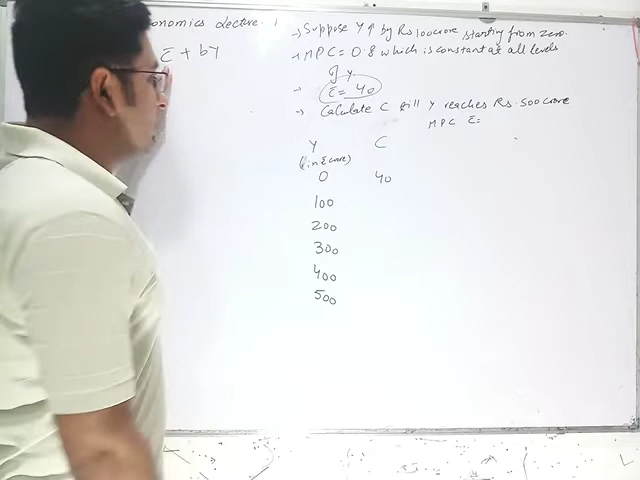 onomics Lecture. 1
C̄ + bY
→ Suppose Y↑ by Rs 100 crore starting from zero.
→ MPC = 0.8 which is constant at all levels
of Y.
→ C̄ = 40
→ Calculate C till Y reaches Rs. 500 crore
MPC C̄=
Y C
(in ₹ crore)
0 40
100
200
300
400
500